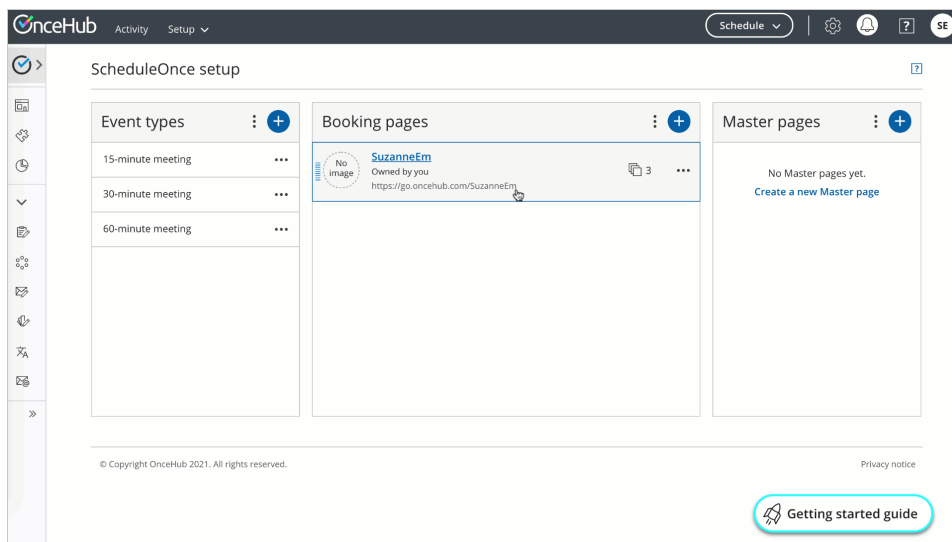 OnceHub Activity Setup Schedule ? SE
ScheduleOnce setup ?
Event types
15-minute meeting
30-minute meeting
60-minute meeting
Booking pages
No image
SuzanneEm
Owned by you
https://go.oncehub.com/SuzanneEm
3
Master pages
No Master pages yet.
Create a new Master page
© Copyright OnceHub 2021. All rights reserved.
Privacy notice
Getting started guide